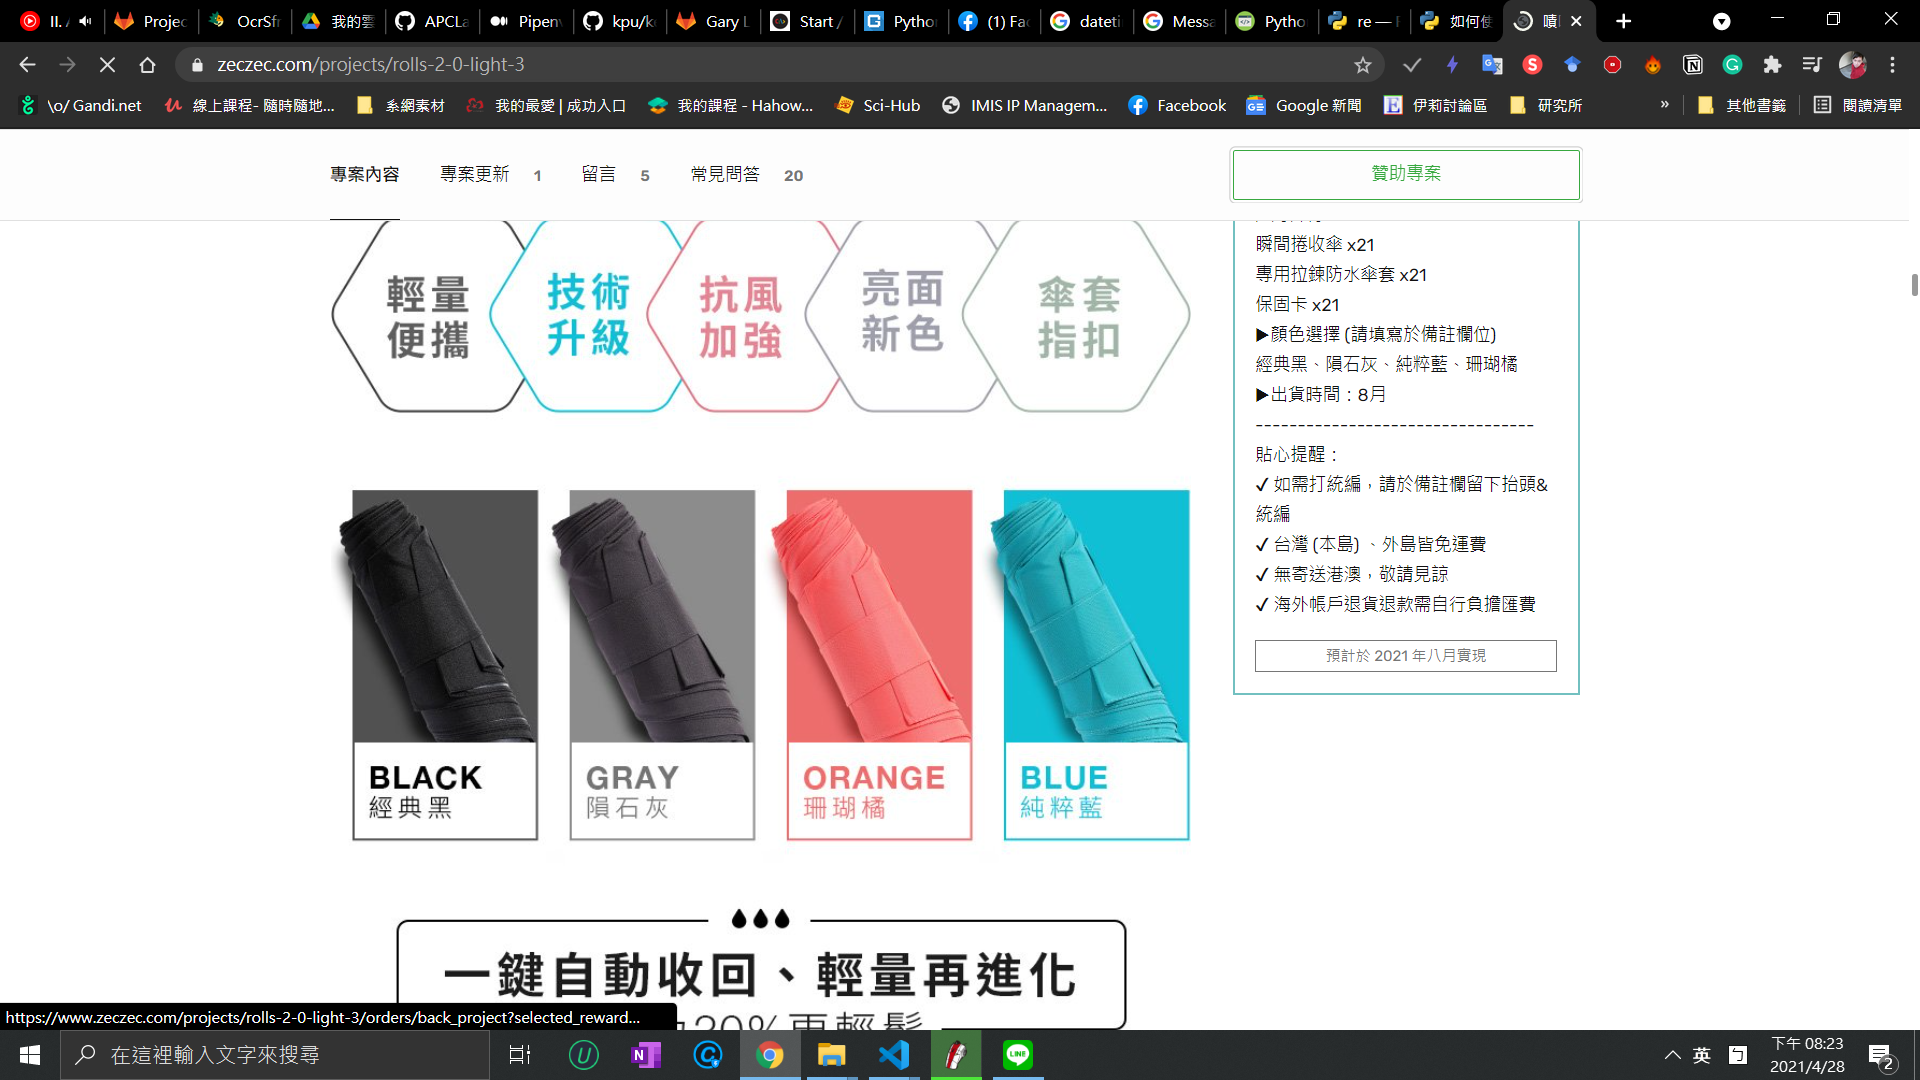 II.
Projec
OcrSfr
我的雲
APCLa
Pipenv
kpu/k
Gary L
Start /
Pythor
(1) Fac
dateti
Messa
Pytho
re — F
如何使
嘖
zeczec.com/projects/rolls-2-0-light-3
\o/ Gandi.net
線上課程- 隨時隨地...
系網素材
我的最愛 | 成功入口
我的課程 - Hahow...
Sci-Hub
IMIS IP Managem...
Facebook
Google 新聞
伊莉討論區
研究所
»
其他書籤
閱讀清單
專案內容
專案更新 1
留言 5
常見問答 20
贊助專案
輕量
便攜
技術
升級
抗風
加強
亮面
新色
傘套
指扣
瞬間捲收傘 x21
專用拉鍊防水傘套 x21
保固卡 x21
▶顏色選擇 (請填寫於備註欄位)
經典黑、隕石灰、純粹藍、珊瑚橘
▶出貨時間：8月
---------------------------------
貼心提醒：
✓ 如需打統編，請於備註欄留下抬頭&
統編
✓ 台灣 (本島) 、外島皆免運費
✓ 無寄送港澳，敬請見諒
✓ 海外帳戶退貨退款需自行負擔匯費
預計於 2021 年八月實現
BLACK
經典黑
GRAY
隕石灰
ORANGE
珊瑚橘
BLUE
純粹藍
一鍵自動收回、輕量再進化
20%更輕鬆
https://www.zeczec.com/projects/rolls-2-0-light-3/orders/back_project?selected_reward...
在這裡輸入文字來搜尋
英
下午 08:23
2021/4/28
2